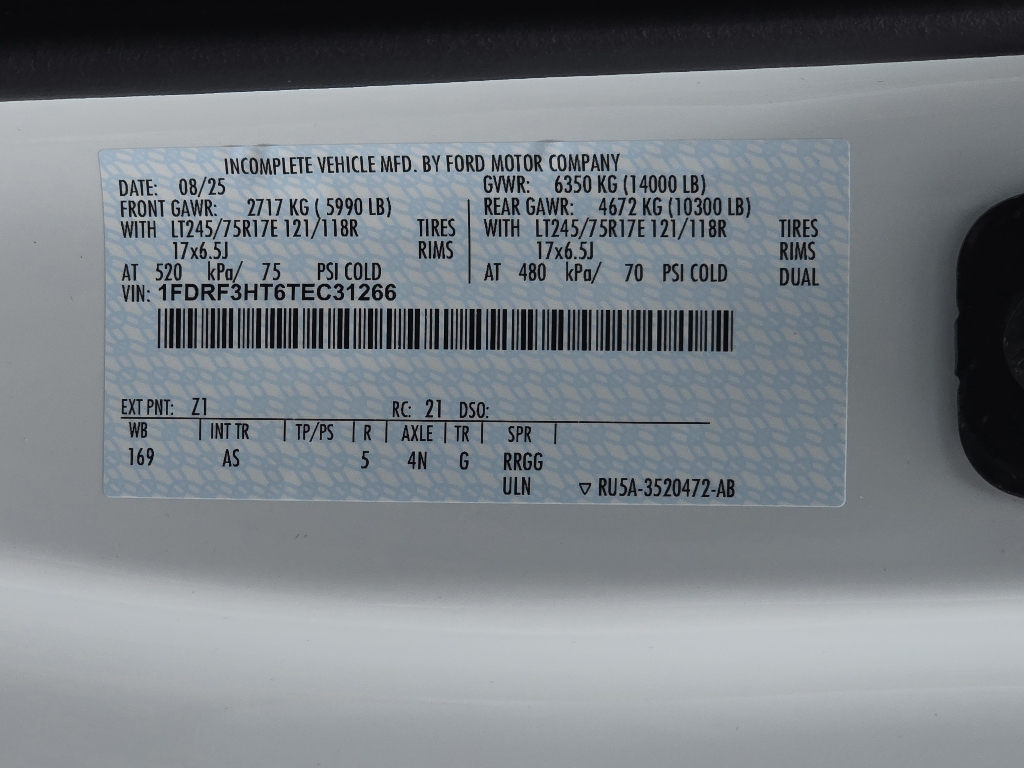 INCOMPLETE VEHICLE MFD. BY FORD MOTOR COMPANY
DATE: 08/25 GVWR: 6350 KG (14000 LB)
FRONT GAWR: 2717 KG ( 5990 LB) REAR GAWR: 4672 KG (10300 LB)
WITH LT245/75R17E 121/118R TIRES WITH LT245/75R17E 121/118R TIRES
17x6.5J RIMS 17x6.5J RIMS
AT 520 kPa/ 75 PSI COLD AT 480 kPa/ 70 PSI COLD DUAL
VIN: 1FDRF3HT6TEC31266
EXT PNT: Z1 RC: 21 DSO:
WB | INT TR | TP/PS | R | AXLE | TR | SPR |
169 AS 5 4N G RRGG
ULN ▽ RU5A-3520472-AB